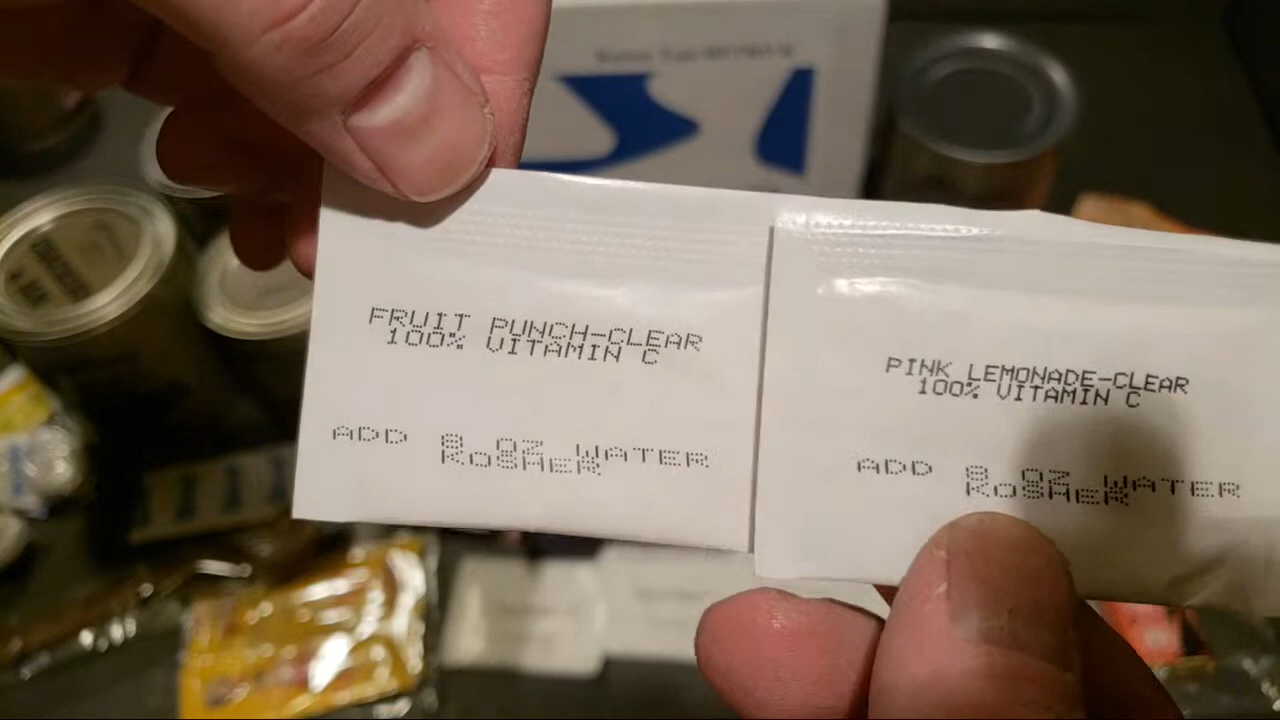 FRUIT PUNCH-CLEAR
100% VITAMIN C
ADD 8 OZ WATER
KOSHER
PINK LEMONADE-CLEAR
100% VITAMIN C
ADD 8 OZ WATER
KOSHER